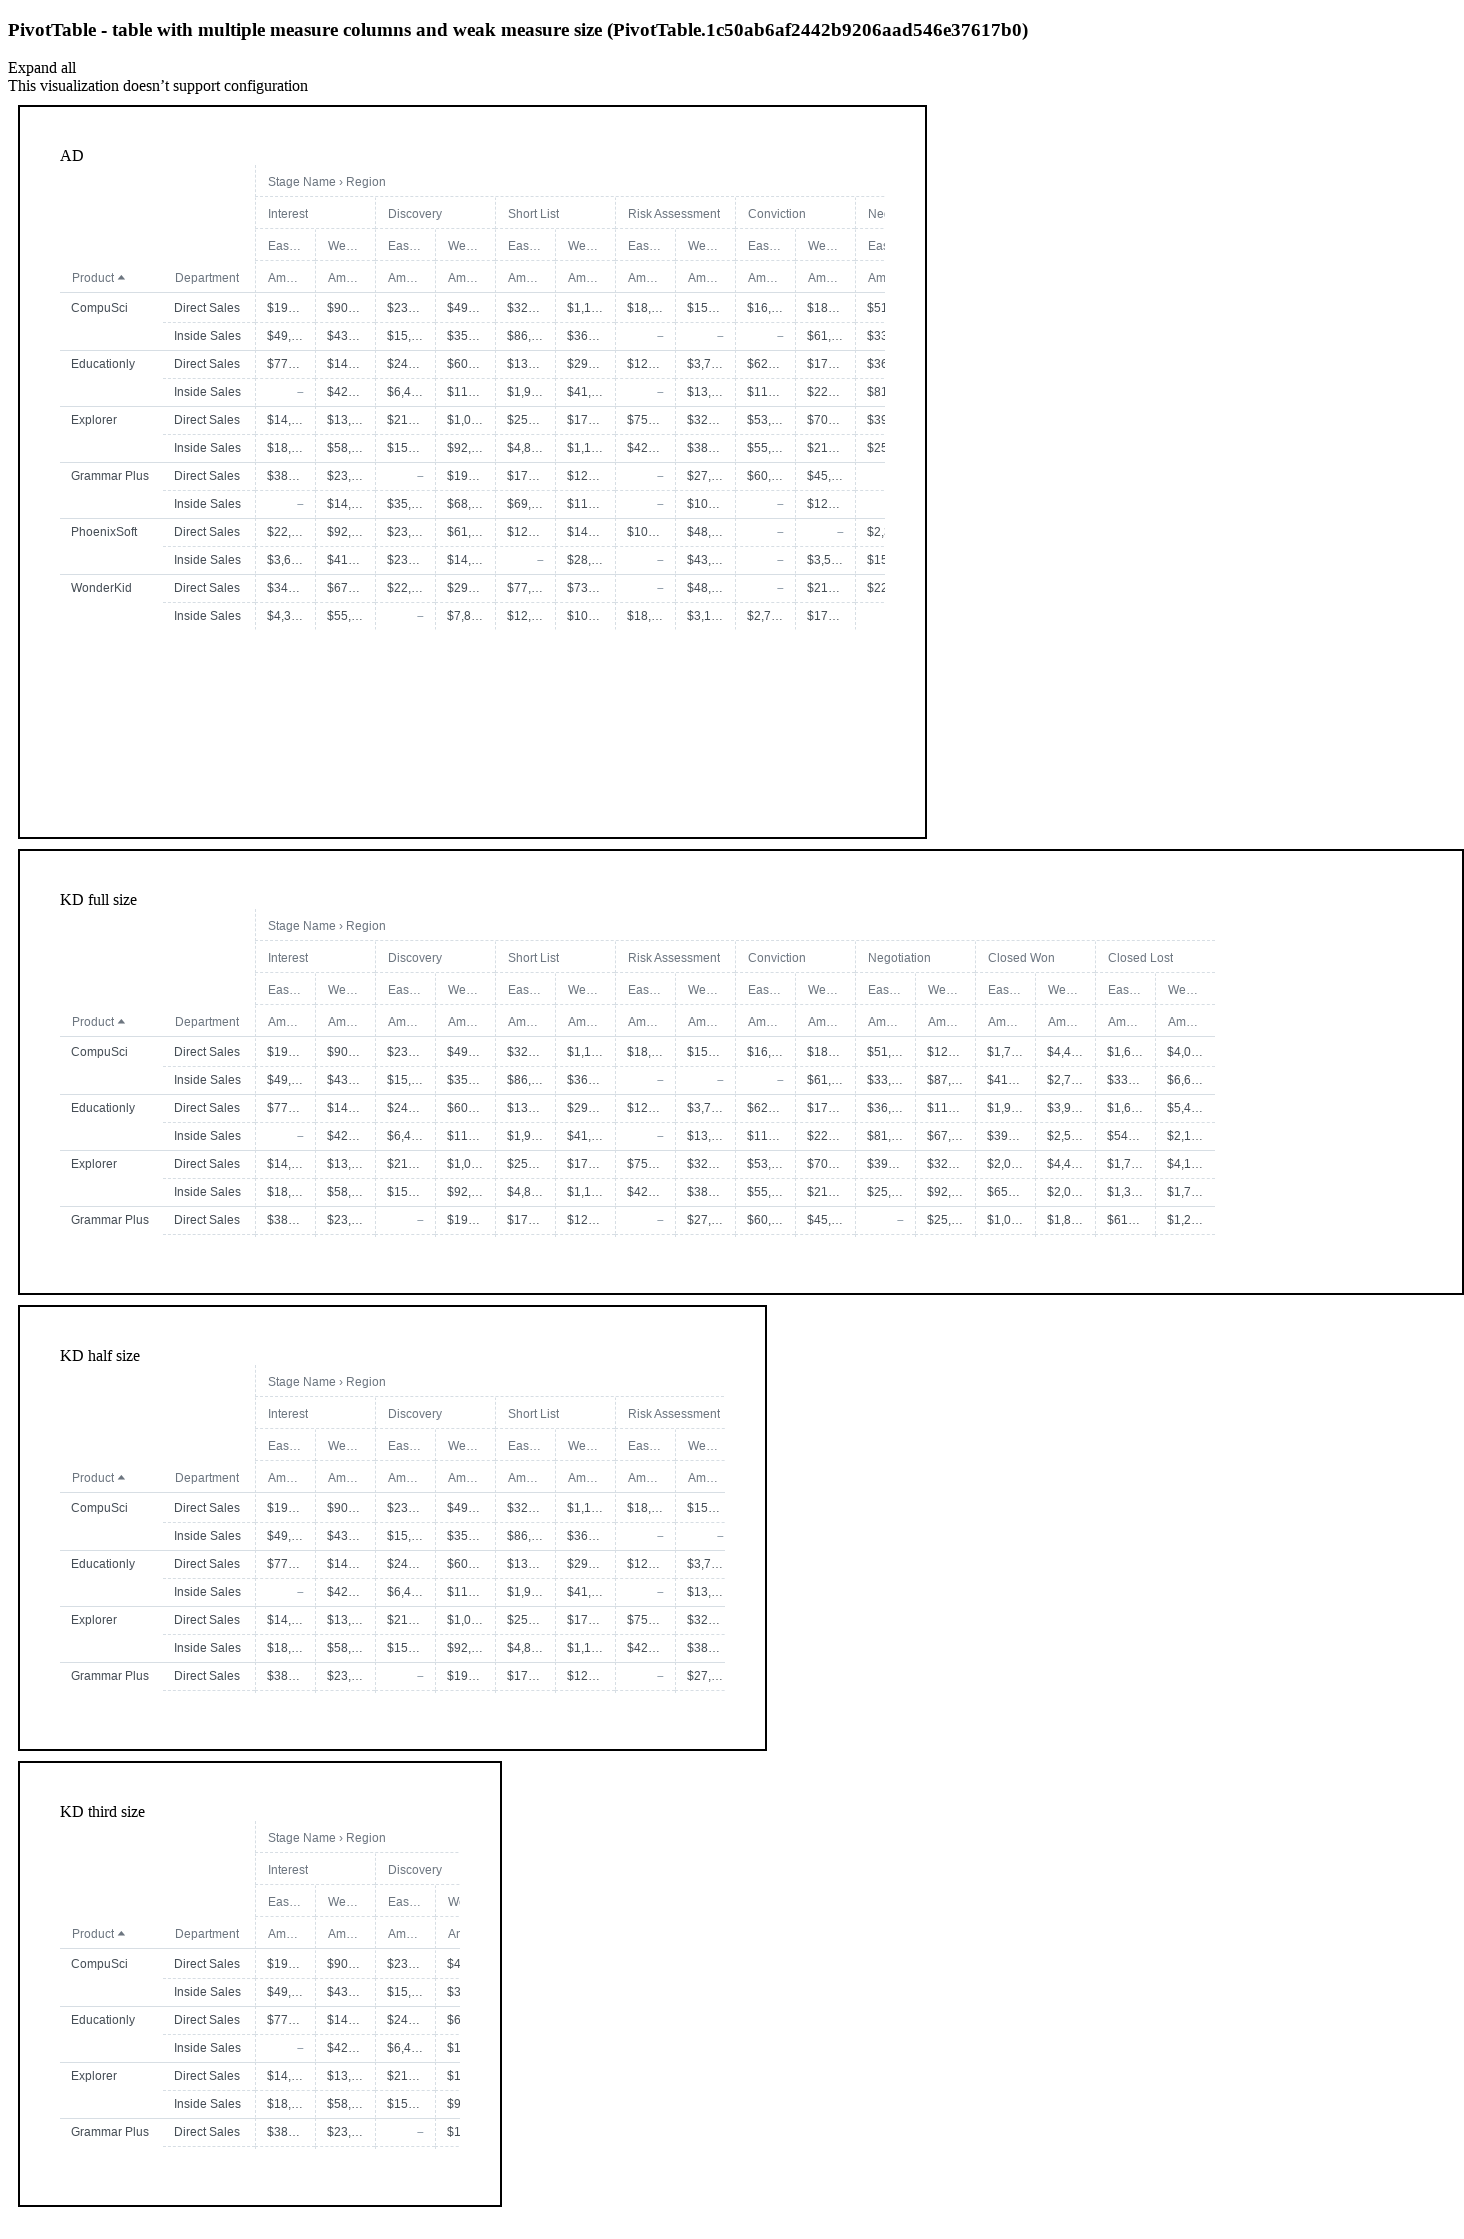 PivotTable - table with multiple measure columns and weak measure size (PivotTable.1c50ab6af2442b9206aad546e37617b0)
Expand all
This visualization doesn’t support configuration
AD
Stage Name › Region
Interest Discovery Short List Risk Assessment Conviction
Eas… We… Eas… We… Eas… We… Eas… We… Eas… We… Eas
Product Department Am… Am… Am… Am… Am… Am… Am… Am… Am… Am… Am
CompuSci Direct Sales $19… $90… $23… $49… $32… $1,1… $18,… $15… $16,… $18… $51
Inside Sales $49,… $43… $15,… $35… $86,… $36… – – – $61,… $33
Educationly Direct Sales $77… $14… $24… $60… $13… $29… $12… $3,7… $62… $17… $36
Inside Sales – $42… $6,4… $11… $1,9… $41,… – $13,… $11… $22… $81
Explorer Direct Sales $14,… $13,… $21… $1,0… $25… $17… $75… $32… $53,… $70… $39
Inside Sales $18,… $58,… $15… $92,… $4,8… $1,1… $42… $38… $55,… $21… $25
Grammar Plus Direct Sales $38… $23,… – $19… $17… $12… – $27,… $60,… $45,…
Inside Sales – $14,… $35,… $68,… $69,… $11… – $10… – $12…
PhoenixSoft Direct Sales $22,… $92,… $23,… $61,… $12… $14… $10… $48,… – – $2,
Inside Sales $3,6… $41… $23… $14,… – $28,… – $43,… – $3,5… $15
WonderKid Direct Sales $34… $67… $22,… $29… $77,… $73… – $48,… – $21… $22
Inside Sales $4,3… $55,… – $7,8… $12,… $10… $18,… $3,1… $2,7… $17…
KD full size
Stage Name › Region
Interest Discovery Short List Risk Assessment Conviction Negotiation Closed Won Closed Lost
Eas… We… Eas… We… Eas… We… Eas… We… Eas… We… Eas… We… Eas… We… Eas… We…
Product Department Am… Am… Am… Am… Am… Am… Am… Am… Am… Am… Am… Am… Am… Am… Am… Am…
CompuSci Direct Sales $19… $90… $23… $49… $32… $1,1… $18,… $15… $16,… $18… $51,… $12… $1,7… $4,4… $1,6… $4,0…
Inside Sales $49,… $43… $15,… $35… $86,… $36… – – – $61,… $33,… $87,… $41… $2,7… $33… $6,6…
Educationly Direct Sales $77… $14… $24… $60… $13… $29… $12… $3,7… $62… $17… $36,… $11… $1,9… $3,9… $1,6… $5,4…
Inside Sales – $42… $6,4… $11… $1,9… $41,… – $13,… $11… $22… $81,… $67,… $39… $2,5… $54… $2,1…
Explorer Direct Sales $14,… $13,… $21… $1,0… $25… $17… $75… $32… $53,… $70… $39… $32… $2,0… $4,4… $1,7… $4,1…
Inside Sales $18,… $58,… $15… $92,… $4,8… $1,1… $42… $38… $55,… $21… $25,… $92,… $65… $2,0… $1,3… $1,7…
Grammar Plus Direct Sales $38… $23,… – $19… $17… $12… – $27,… $60,… $45,… – $25,… $1,0… $1,8… $61… $1,2…
KD half size
Stage Name › Region
Interest Discovery Short List Risk Assessment
Eas… We… Eas… We… Eas… We… Eas… We…
Product Department Am… Am… Am… Am… Am… Am… Am… Am…
CompuSci Direct Sales $19… $90… $23… $49… $32… $1,1… $18,… $15…
Inside Sales $49,… $43… $15,… $35… $86,… $36… – –
Educationly Direct Sales $77… $14… $24… $60… $13… $29… $12… $3,7…
Inside Sales – $42… $6,4… $11… $1,9… $41,… – $13,…
Explorer Direct Sales $14,… $13,… $21… $1,0… $25… $17… $75… $32…
Inside Sales $18,… $58,… $15… $92,… $4,8… $1,1… $42… $38…
Grammar Plus Direct Sales $38… $23,… – $19… $17… $12… – $27,…
KD third size
Stage Name › Region
Interest Discovery
Eas… We… Eas…
Product Department Am… Am… Am…
CompuSci Direct Sales $19… $90… $23… $4
Inside Sales $49,… $43… $15,… $3
Educationly Direct Sales $77… $14… $24… $6
Inside Sales – $42… $6,4… $1
Explorer Direct Sales $14,… $13,… $21… $1
Inside Sales $18,… $58,… $15… $9
Grammar Plus Direct Sales $38… $23,… – $1